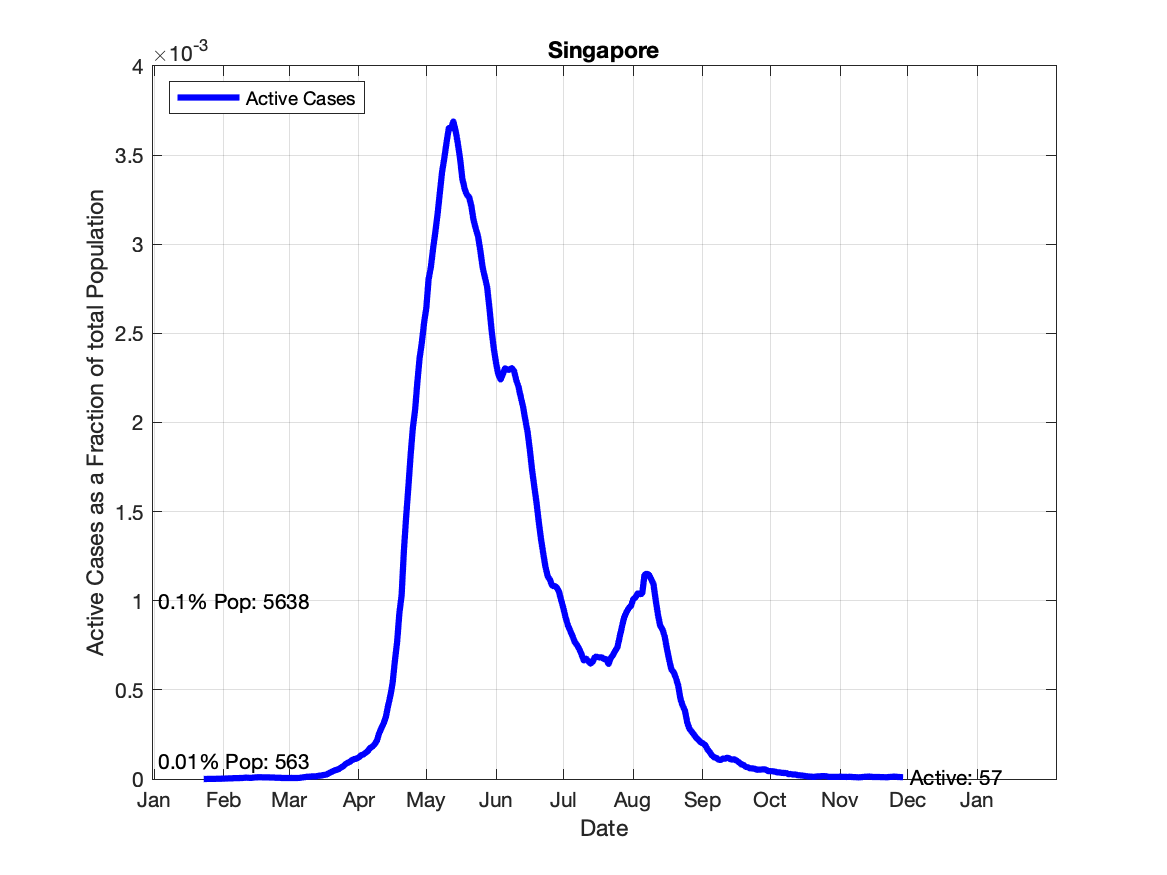 Singapore
×10-3
4
Active Cases
3.5
3
2.5
2
1.5
1
0.5
0
Active Cases as a Fraction of total Population
0.1% Pop: 5638
0.01% Pop: 563
Active: 57
Jan Feb Mar Apr May Jun Jul Aug Sep Oct Nov Dec Jan
Date